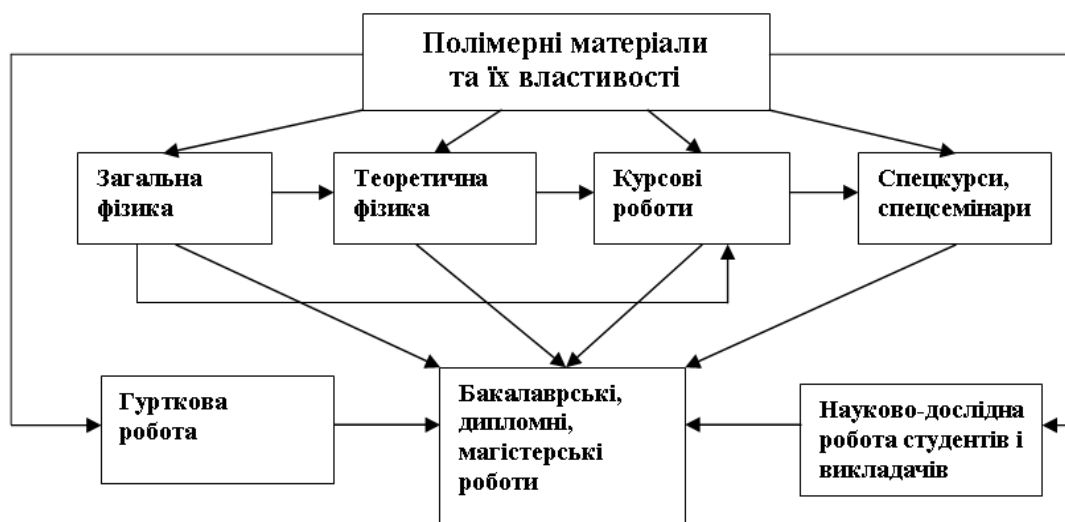 Полімерні матеріали
та їх властивості
Загальна
фізика
Теоретична
фізика
Курсові
роботи
Спецкурси,
спецсемінари
Гурткова
робота
Бакалаврські,
дипломні,
магістерські
роботи
Науково-дослідна
робота студентів і
викладачів